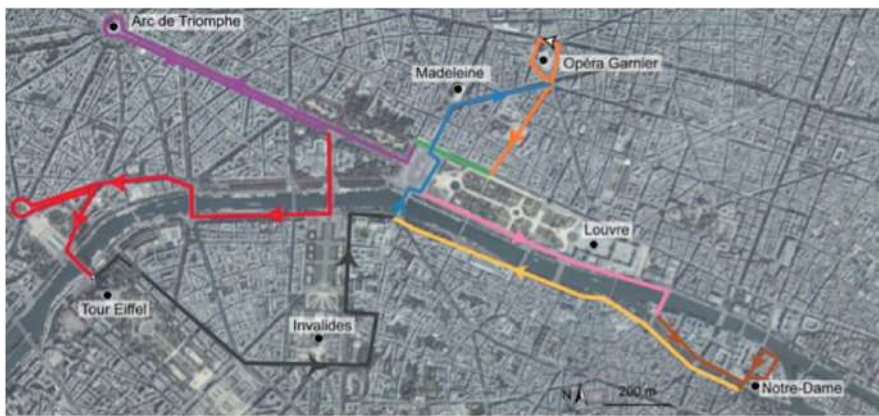 Arc de Triomphe
Opéra Garnier
Madeleine
Louvre
Tour Eiffel
Invalides
Notre-Dame
N
200 m